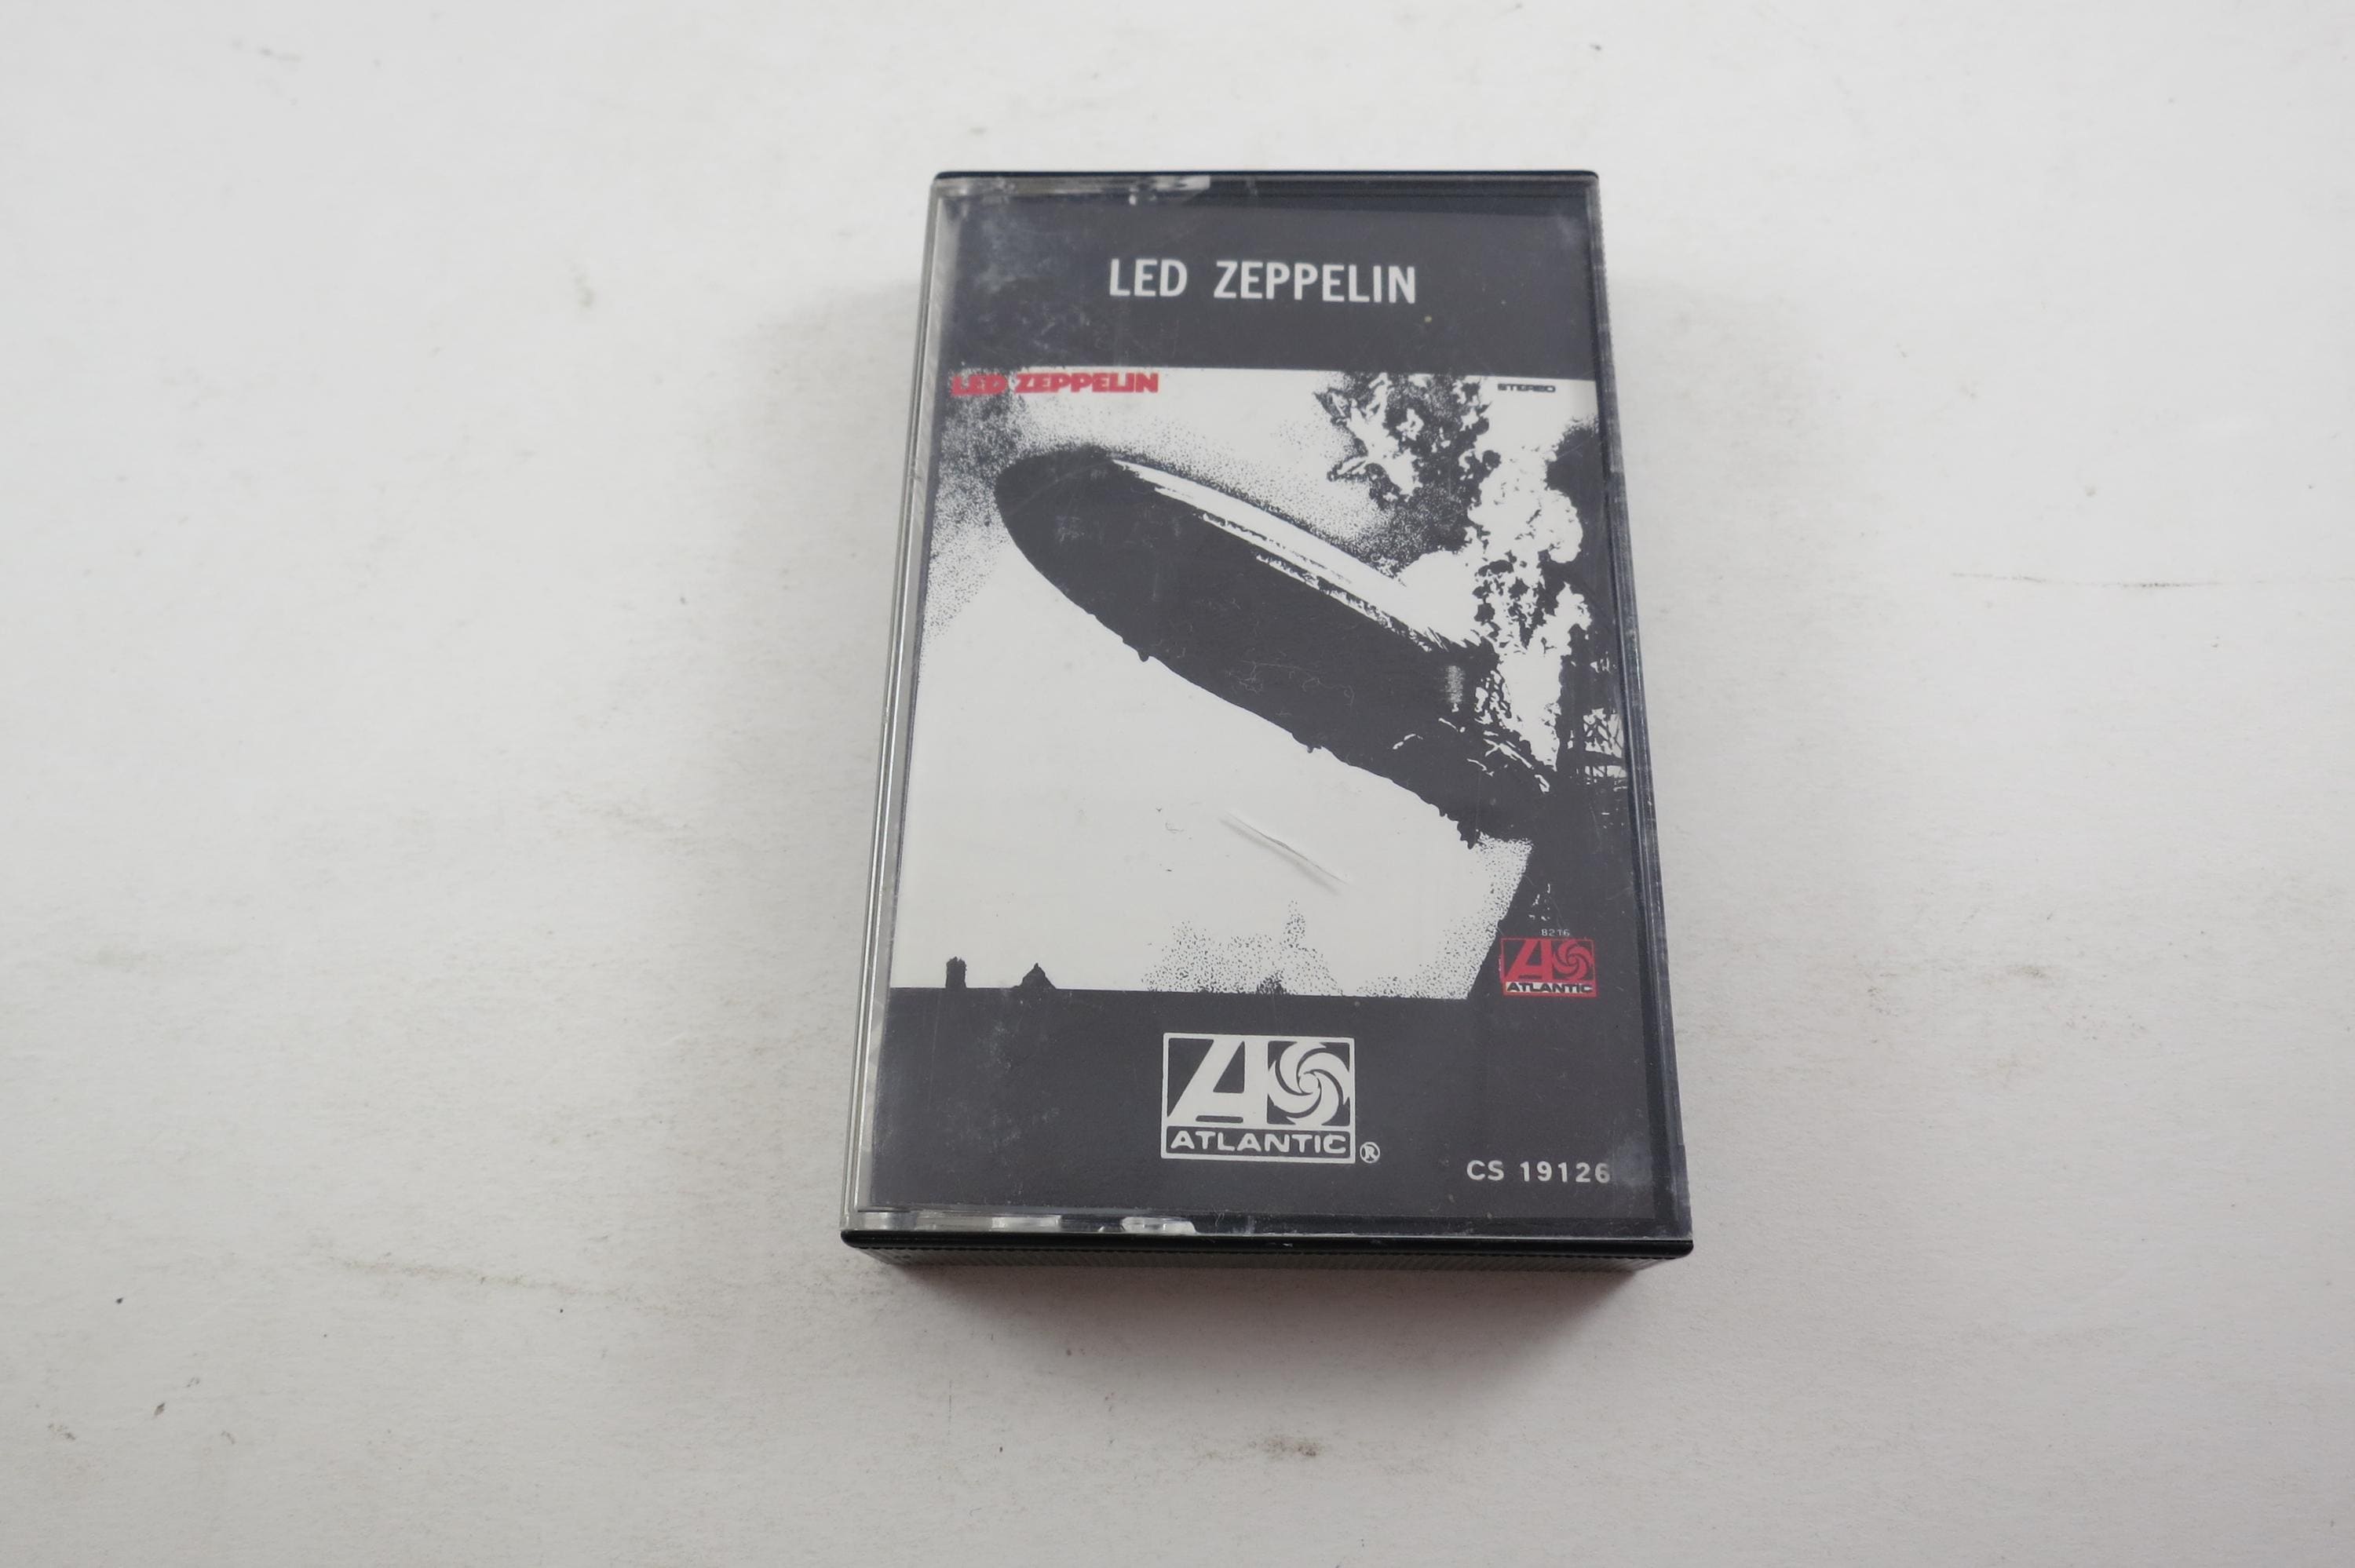 LED ZEPPELIN
LED ZEPPELIN
STEREO
8216
ATLANTIC
ATLANTIC®
CS 19126